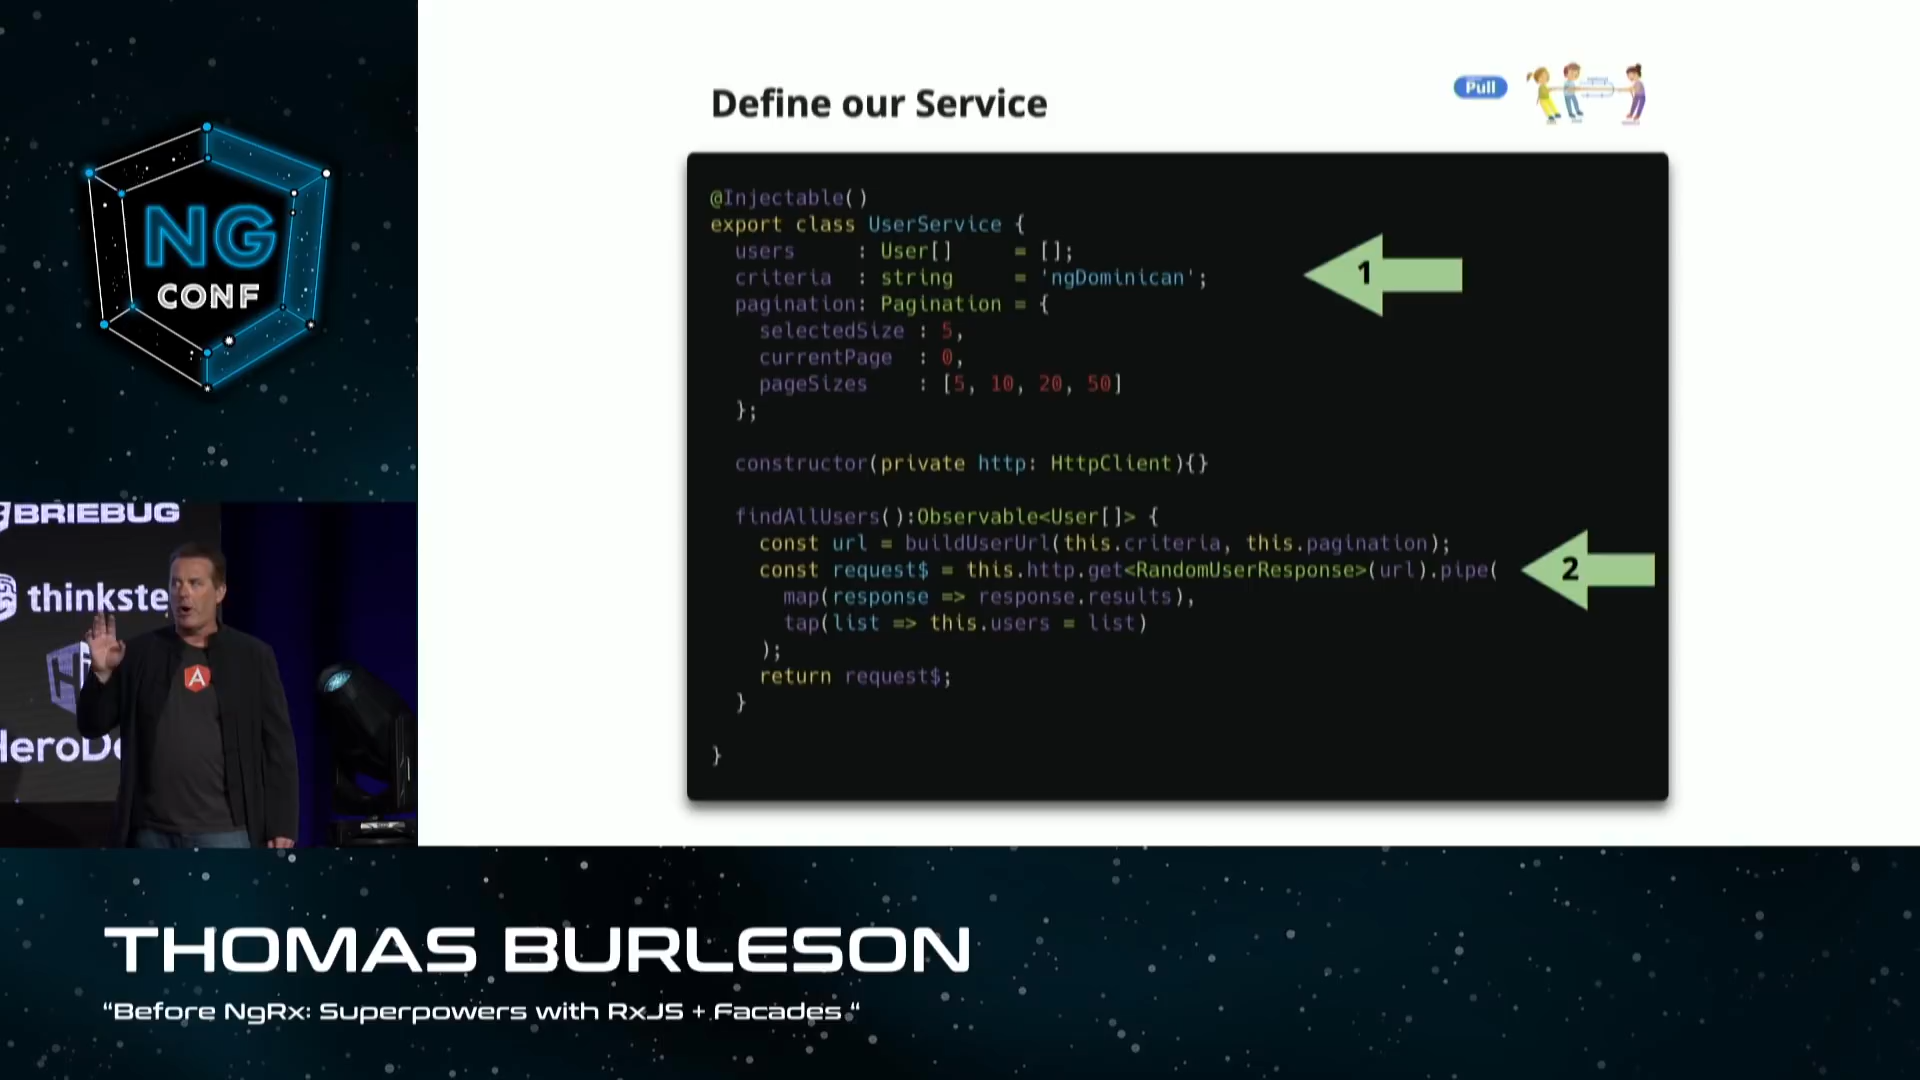 NG
CONF
BRIEBUG
thinkste
HeroDe
A
Define our Service
Pull
@Injectable()
export class UserService {
users : User[] = [];
criteria : string = 'ngDominican';
pagination: Pagination = {
selectedSize : 5,
currentPage : 0,
pageSizes : [5, 10, 20, 50]
};
constructor(private http: HttpClient){}
findAllUsers():Observable<User[]> {
const url = buildUserUrl(this.criteria, this.pagination);
const request$ = this.http.get<RandomUserResponse>(url).pipe(
map(response => response.results),
tap(list => this.users = list)
);
return request$;
}
}
1
2
THOMAS BURLESON
“Before NgRx: Superpowers with RxJS + Facades “